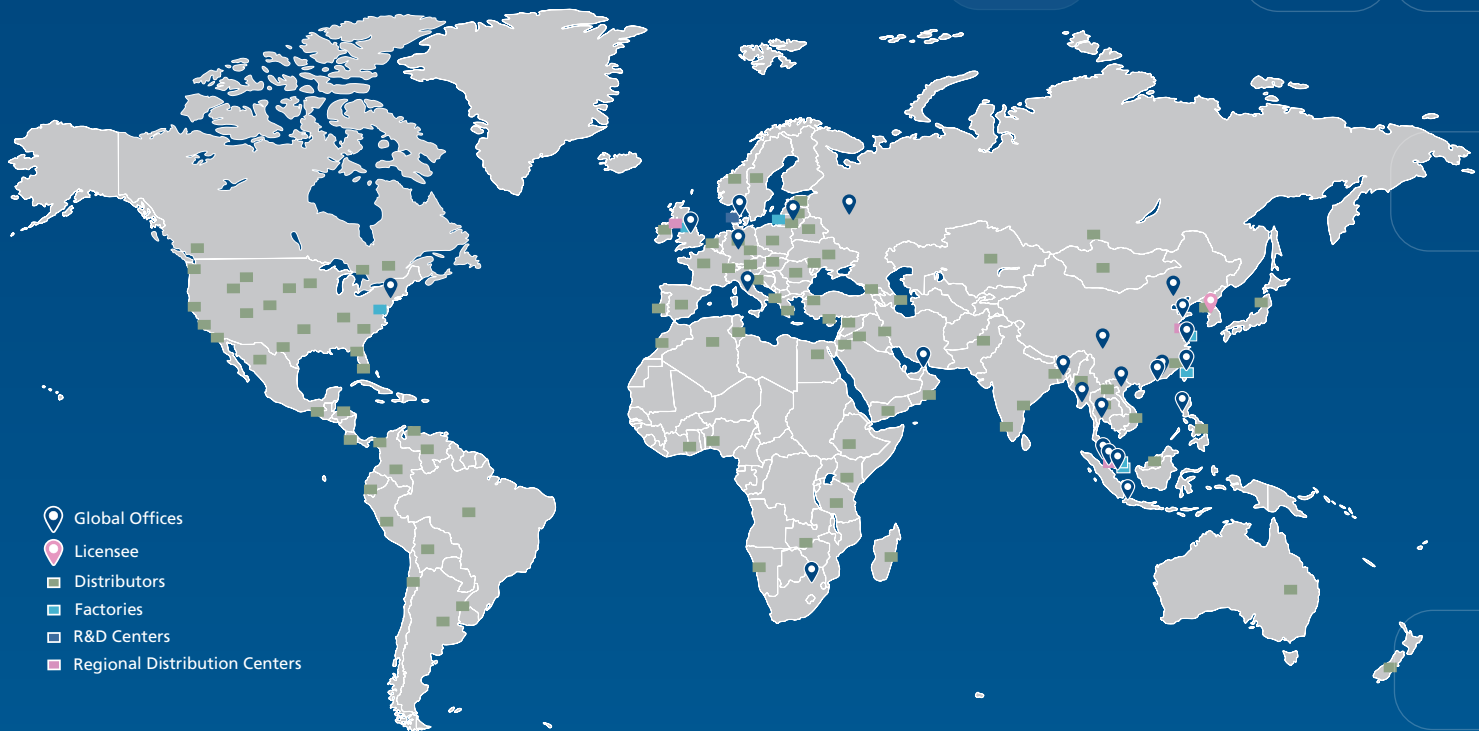 Global Offices
Licensee
Distributors
Factories
R&D Centers
Regional Distribution Centers